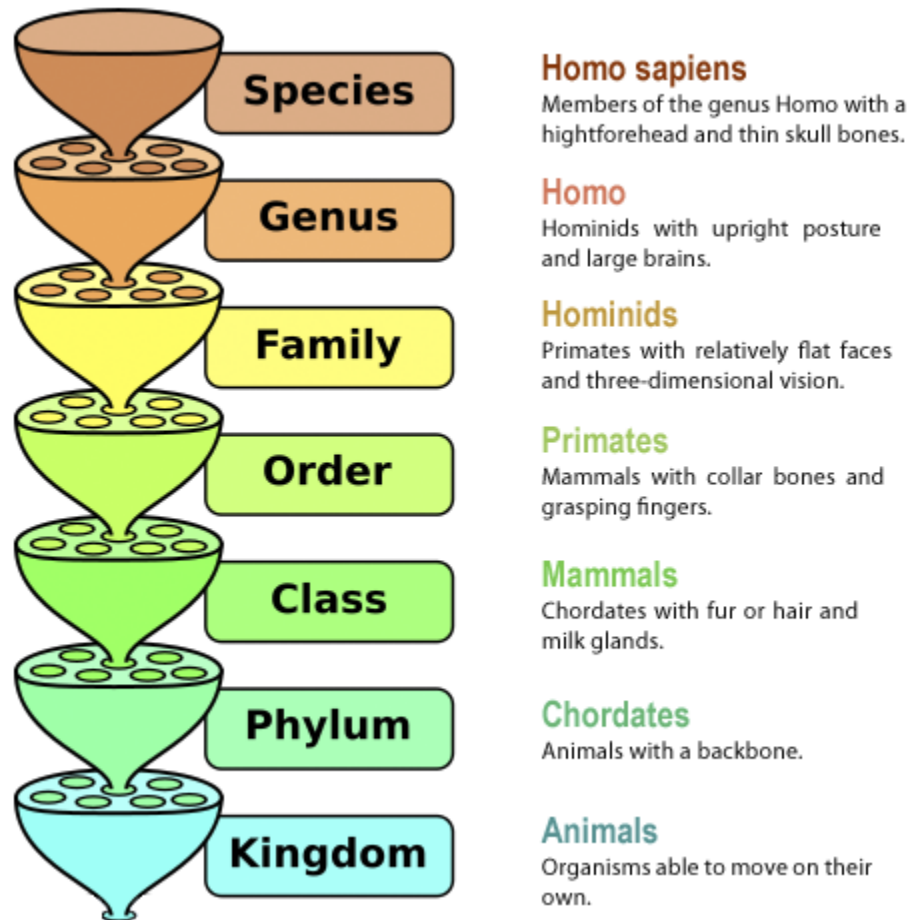 Species
Homo sapiens
Members of the genus Homo with a
hightforehead and thin skull bones.
Genus
Homo
Hominids with upright posture
and large brains.
Family
Hominids
Primates with relatively flat faces
and three-dimensional vision.
Order
Primates
Mammals with collar bones and
grasping fingers.
Class
Mammals
Chordates with fur or hair and
milk glands.
Phylum
Chordates
Animals with a backbone.
Kingdom
Animals
Organisms able to move on their
own.